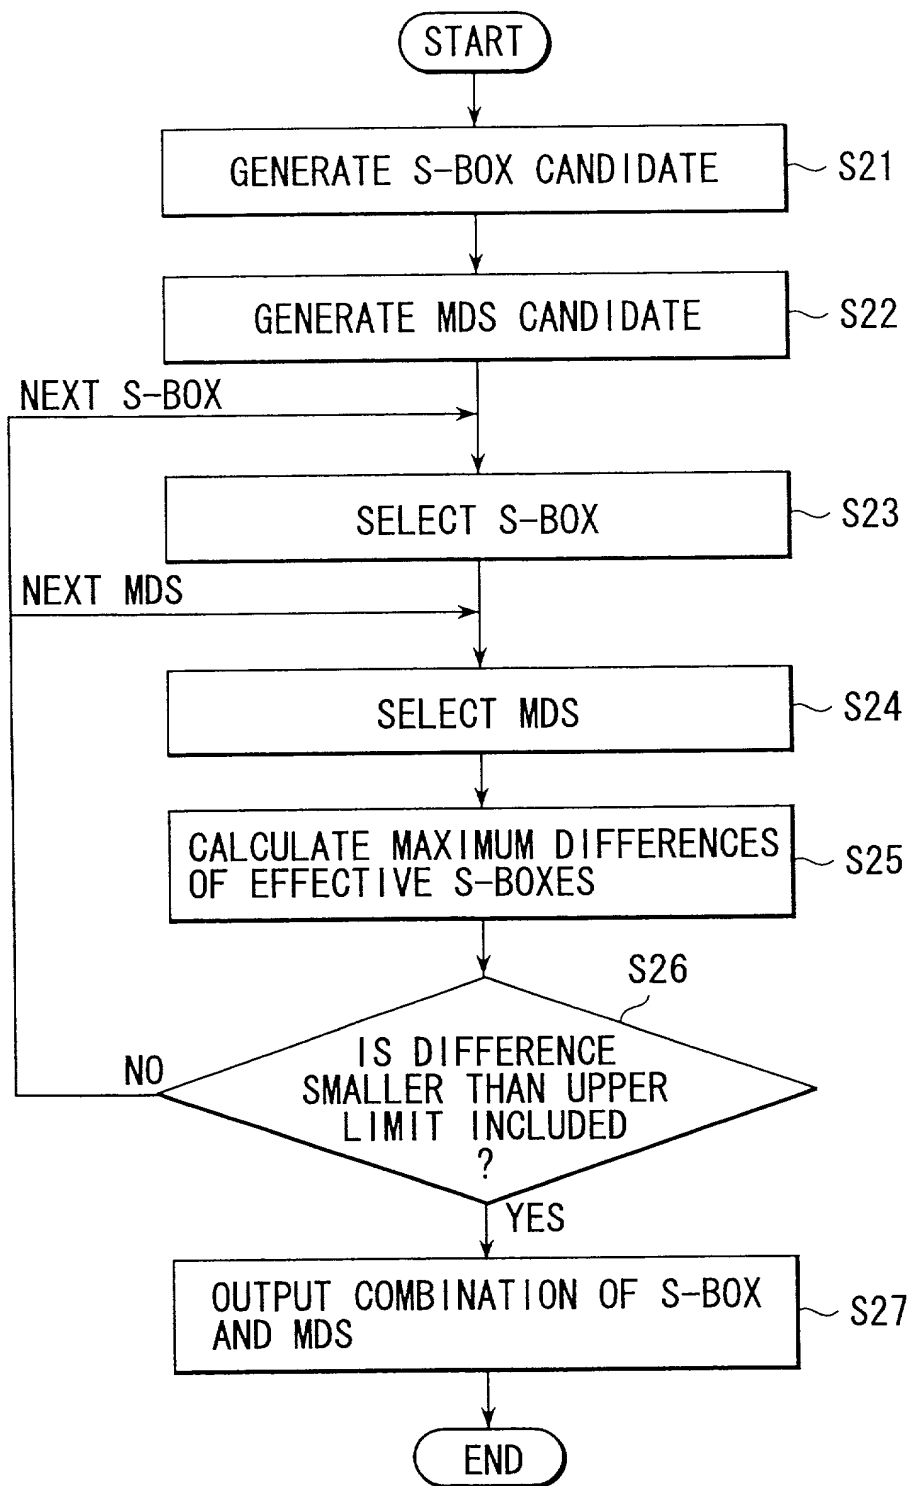 START
GENERATE S-BOX CANDIDATE
S21
GENERATE MDS CANDIDATE
S22
NEXT S-BOX
SELECT S-BOX
S23
NEXT MDS
SELECT MDS
S24
CALCULATE MAXIMUM DIFFERENCES
OF EFFECTIVE S-BOXES
S25
S26
IS DIFFERENCE
SMALLER THAN UPPER
LIMIT INCLUDED
?
NO
YES
OUTPUT COMBINATION OF S-BOX
AND MDS
S27
END